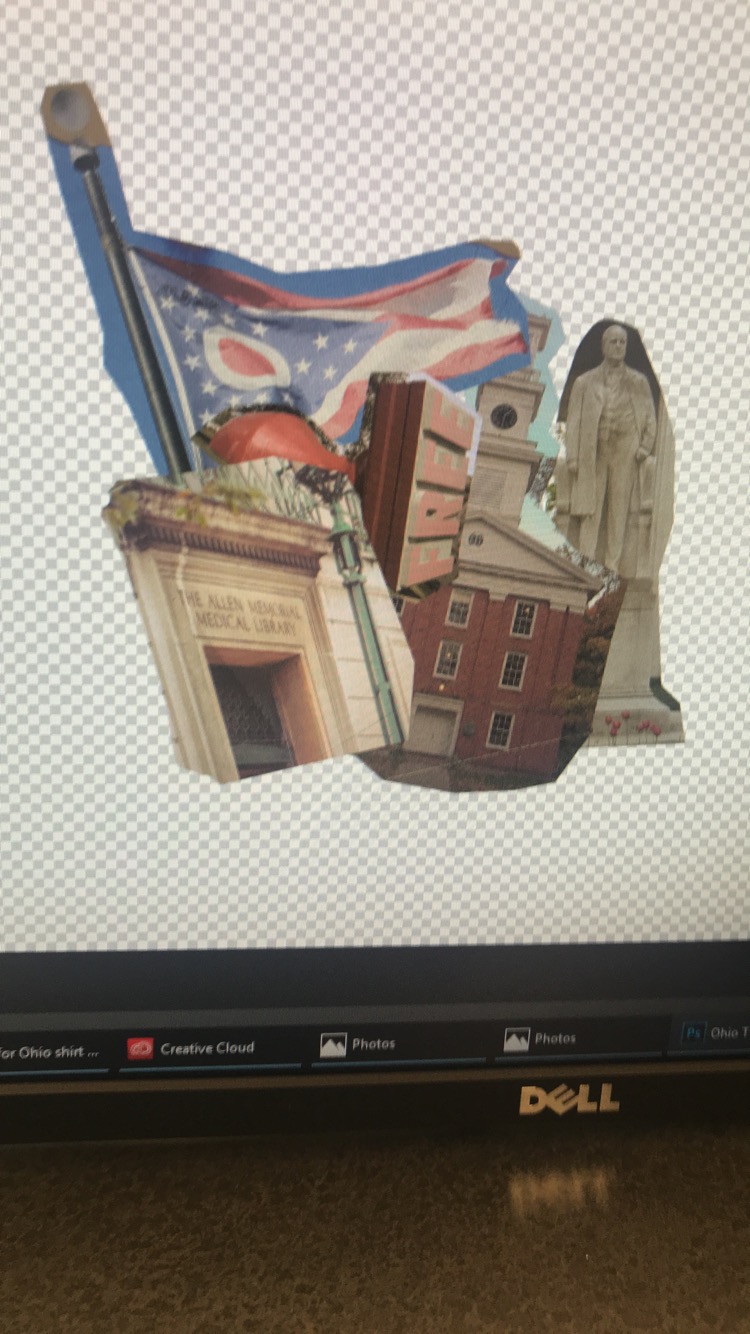 FREE
THE ALLEN MEMORIAL
MEDICAL LIBRARY
for Ohio shirt ...
Creative Cloud
Photos
Photos
Ps
Ohio T
DELL